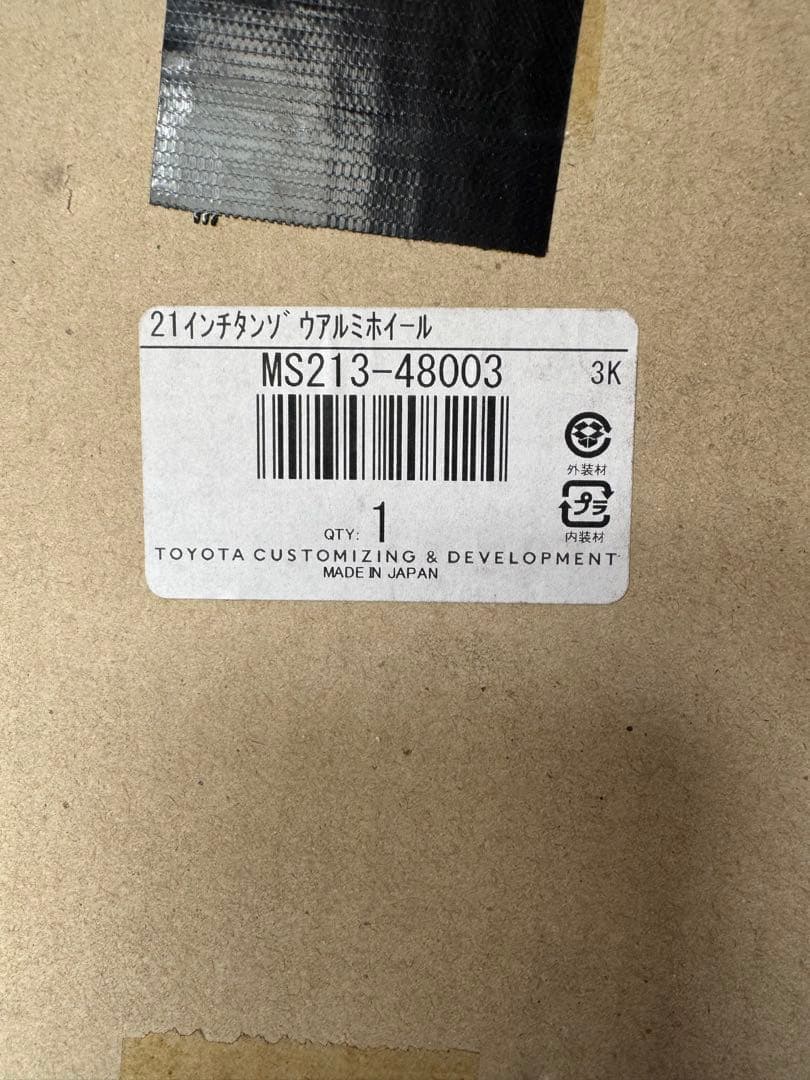 21ｲﾝﾁﾀﾝｿﾞｳｱﾙﾐﾎｲｰﾙ
MS213-48003
3K
外装材
プラ
内装材
QTY: 1
TOYOTA CUSTOMIZING & DEVELOPMENT
MADE IN JAPAN